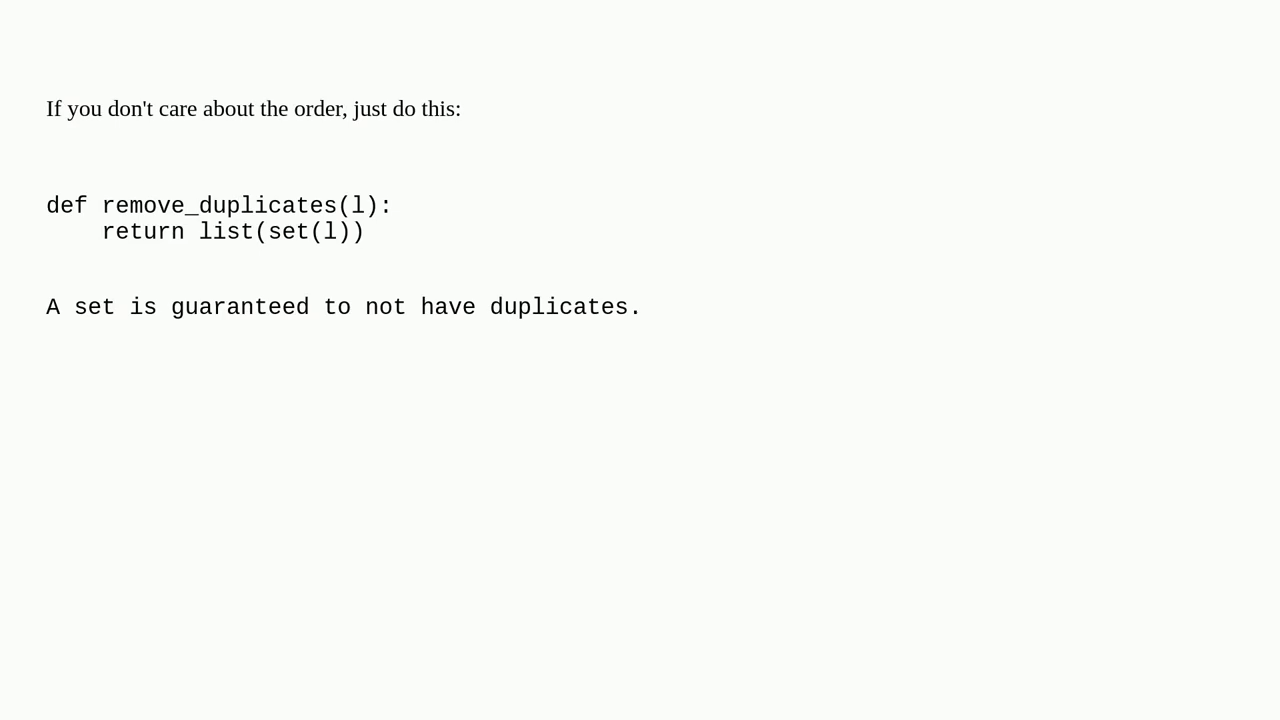 If you don't care about the order, just do this:
def remove_duplicates(l):
    return list(set(l))
A set is guaranteed to not have duplicates.